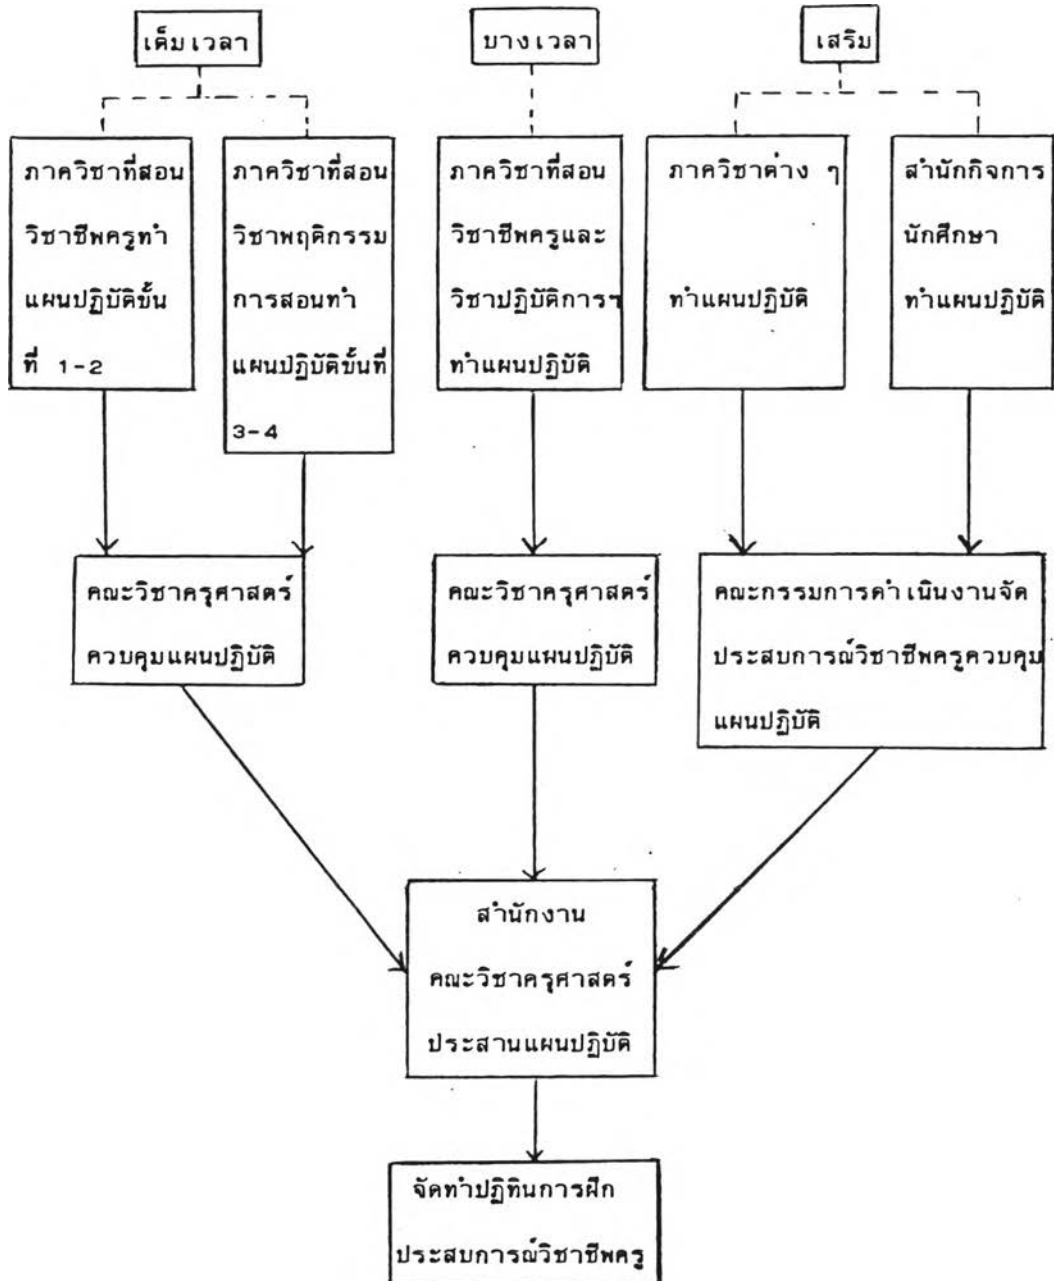 เต็มเวลา
บางเวลา
เสริม
ภาควิชาที่สอน
วิชาชีพครูทำ
แผนปฏิบัติขั้น
ที่ 1-2
ภาควิชาที่สอน
วิชาพฤติกรรม
การสอนทำ
แผนปฏิบัติขั้นที่
3-4
ภาควิชาที่สอน
วิชาชีพครูและ
วิชาปฏิบัติการฯ
ทำแผนปฏิบัติ
ภาควิชาต่าง ๆ
ทำแผนปฏิบัติ
สำนักกิจการ
นักศึกษา
ทำแผนปฏิบัติ
คณะวิชาครุศาสตร์
ควบคุมแผนปฏิบัติ
คณะวิชาครุศาสตร์
ควบคุมแผนปฏิบัติ
คณะกรรมการดำเนินงานจัด
ประสบการณ์วิชาชีพครูควบคุม
แผนปฏิบัติ
สำนักงาน
คณะวิชาครุศาสตร์
ประสานแผนปฏิบัติ
จัดทำปฏิทินการฝึก
ประสบการณ์วิชาชีพครู